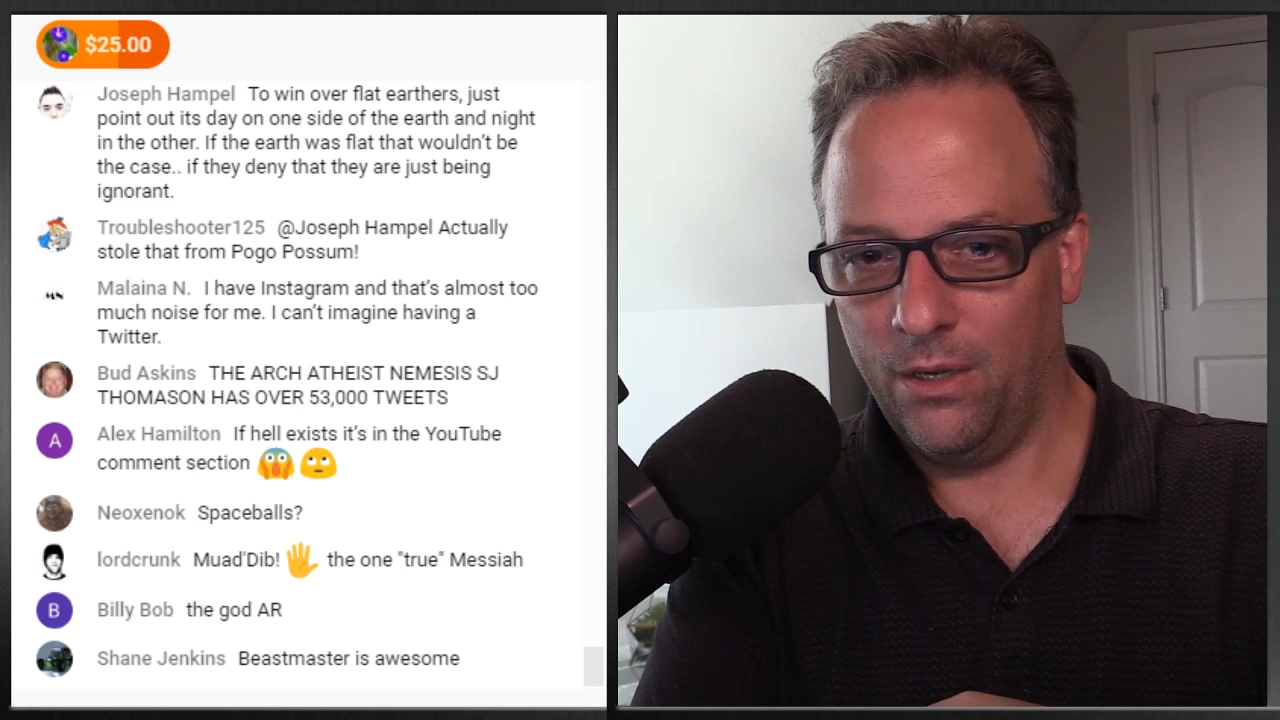 $25.00
Joseph Hampel To win over flat earthers, just
point out its day on one side of the earth and night
in the other. If the earth was flat that wouldn't be
the case.. if they deny that they are just being
ignorant.
Troubleshooter125 @Joseph Hampel Actually
stole that from Pogo Possum!
Malaina N. I have Instagram and that's almost too
much noise for me. I can't imagine having a
Twitter.
Bud Askins THE ARCH ATHEIST NEMESIS SJ
THOMASON HAS OVER 53,000 TWEETS
A Alex Hamilton If hell exists it's in the YouTube
comment section 😱🙄
Neoxenok Spaceballs?
lordcrunk Muad'Dib! 🖐 the one "true" Messiah
B Billy Bob the god AR
Shane Jenkins Beastmaster is awesome